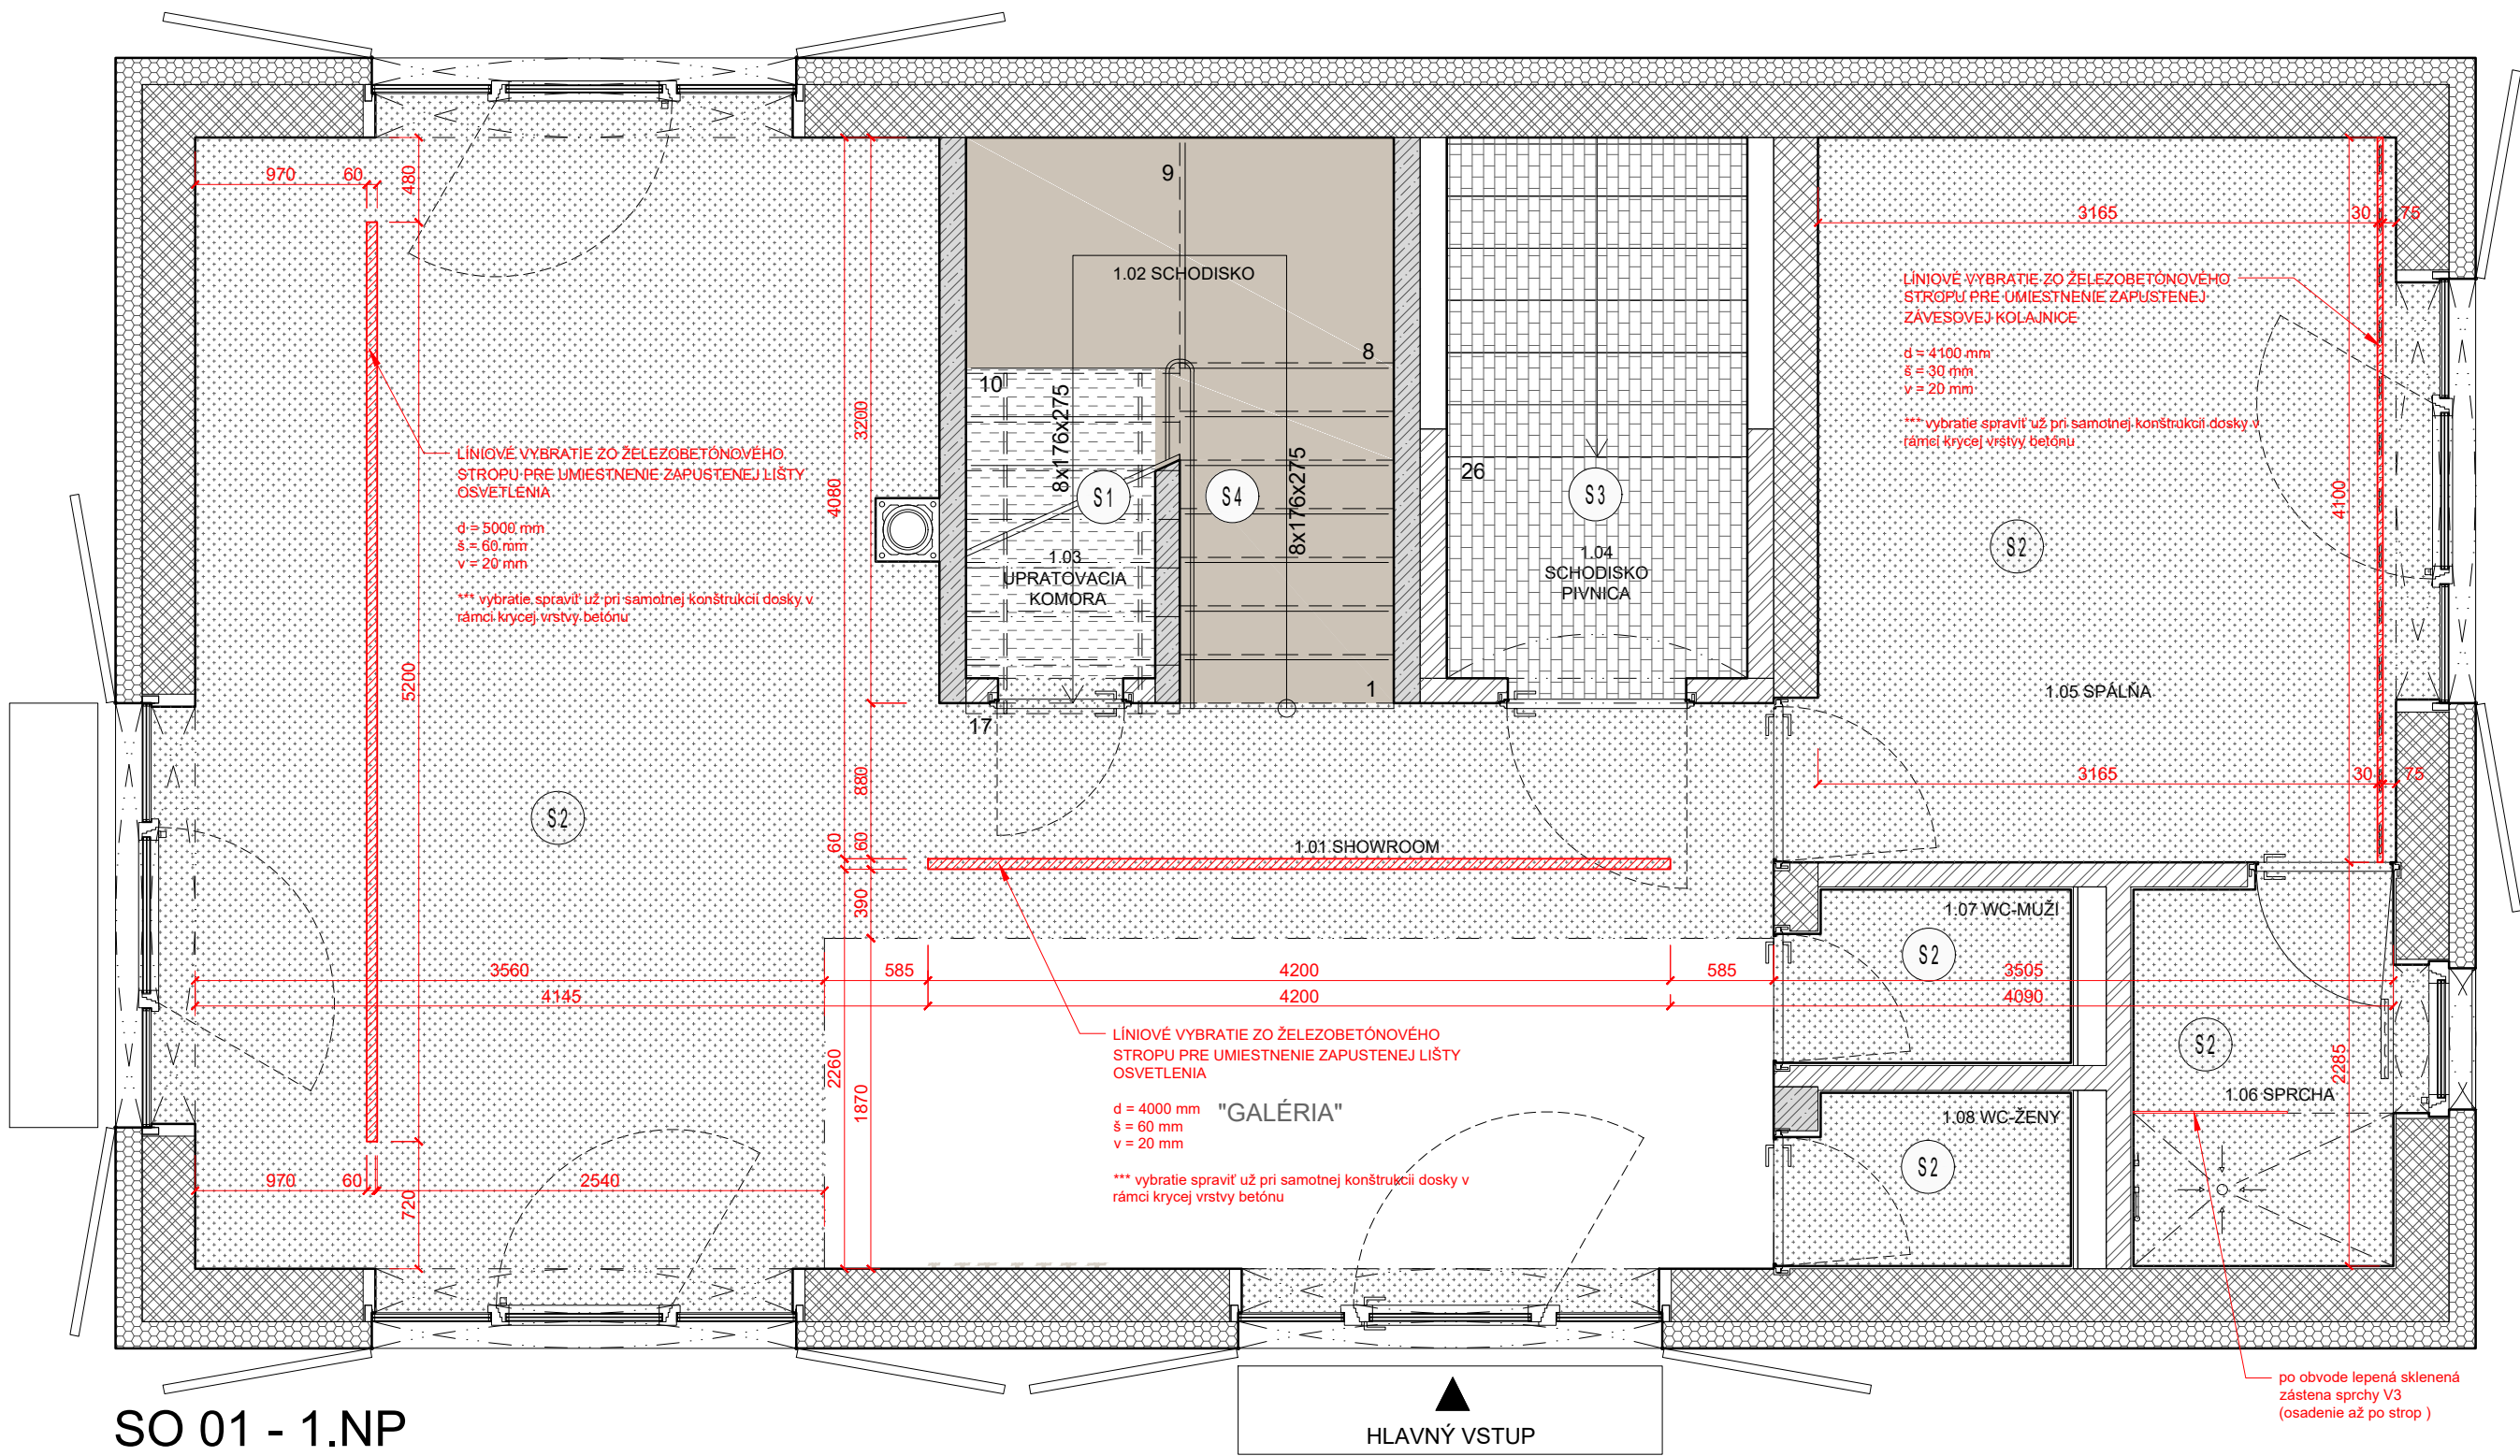 970
60
480
9
3165
30
75
1.02 SCHODISKO
LÍNIOVÉ VYBRATIE ZO ŽELEZOBETÓNOVÉHO
STROPU PRE UMIESTNENIE ZAPUSTENEJ
ZÁVESOVEJ KOLAJNICE
d = 4100 mm
š = 30 mm
v = 20 mm
*** vybratie spraviť už pri samotnej konštrukcii dosky v
rámci krycej vrstvy betónu
8
10
8x176x275
3200
4080
LÍNIOVÉ VYBRATIE ZO ŽELEZOBETÓNOVÉHO
STROPU PRE UMIESTNENIE ZAPUSTENEJ LIŠTY
OSVETLENIA
d = 5000 mm
š = 60 mm
v = 20 mm
*** vybratie spraviť už pri samotnej konštrukcii dosky v
rámci krycej vrstvy betónu
S1
S4
8x176x275
26
S3
4100
S2
1.03
UPRATOVACIA
KOMORA
1.04
SCHODISKO
PIVNICA
5200
1
17
1.05 SPÁLŇA
880
3165
30
75
S2
60
60
1.01 SHOWROOM
390
1.07 WC-MUŽI
S2
3560
585
4200
585
3505
4145
4200
4090
LÍNIOVÉ VYBRATIE ZO ŽELEZOBETÓNOVÉHO
STROPU PRE UMIESTNENIE ZAPUSTENEJ LIŠTY
OSVETLENIA
d = 4000 mm
š = 60 mm
v = 20 mm
"GALÉRIA"
*** vybratie spraviť už pri samotnej konštrukcii dosky v
rámci krycej vrstvy betónu
2260
1870
S2
2285
1.06 SPRCHA
1.08 WC-ŽENY
S2
970
60
2540
720
po obvode lepená sklenená
zástena sprchy V3
(osadenie až po strop )
SO 01 - 1.NP
HLAVNÝ VSTUP